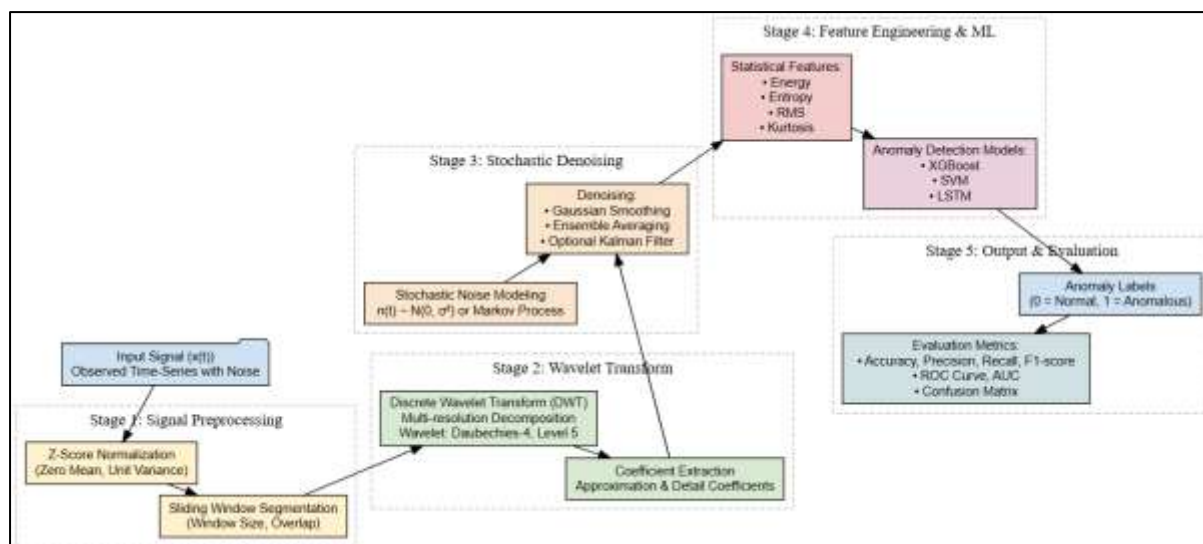 Stage 4: Feature Engineering & ML
Statistical Features:
• Energy
• Entropy
• RMS
• Kurtosis
Anomaly Detection Models:
• XGBoost
• SVM
• LSTM
Stage 3: Stochastic Denoising
Denoising:
• Gaussian Smoothing
• Ensemble Averaging
• Optional Kalman Filter
Stochastic Noise Modeling
n(t) ~ N(0, σ²) or Markov Process
Stage 5: Output & Evaluation
Anomaly Labels
(0 = Normal, 1 = Anomalous)
Evaluation Metrics:
• Accuracy, Precision, Recall, F1-score
• ROC Curve, AUC
• Confusion Matrix
Input Signal (x(t))
Observed Time-Series with Noise
Stage 1: Signal Preprocessing
Z-Score Normalization
(Zero Mean, Unit Variance)
Sliding Window Segmentation
(Window Size, Overlap)
Stage 2: Wavelet Transform
Discrete Wavelet Transform (DWT)
Multi-resolution Decomposition
Wavelet: Daubechies-4, Level 5
Coefficient Extraction
Approximation & Detail Coefficients